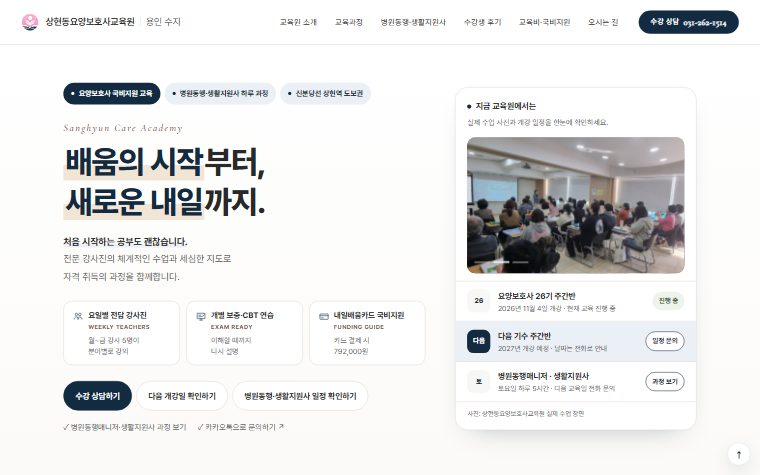 상현동요양보호사교육원 용인 수지
교육원 소개 교육과정 병원동행·생활지원사 수강생 후기 교육비·국비지원 오시는 길 수강 상담 031-262-1514
요양보호사 국비지원 교육 병원동행·생활지원사 하루 과정 신분당선 상현역 도보권
Sanghyun Care Academy
배움의 시작부터,
새로운 내일까지.
처음 시작하는 공부도 괜찮습니다.
전문 강사진의 체계적인 수업과 세심한 지도로
자격 취득의 과정을 함께합니다.
요일별 전담 강사진
WEEKLY TEACHERS
월~금 강사 5명이
분야별로 강의
개별 보충·CBT 연습
EXAM READY
이해할 때까지
다시 설명
내일배움카드 국비지원
FUNDING GUIDE
카드 결제 시
792,000원
수강 상담하기 다음 개강일 확인하기 병원동행·생활지원사 일정 확인하기
✓ 병원동행매니저·생활지원사 과정 보기 ✓ 카카오톡으로 문의하기 ↗
지금 교육원에서는
실제 수업 사진과 개강 일정을 한눈에 확인하세요.
26 요양보호사 26기 주간반
2026년 11월 4일 개강 · 현재 교육 진행 중
진행 중
다음 다음 기수 주간반
2027년 개강 예정 · 날짜는 전화로 안내
일정 문의
토 병원동행매니저 · 생활지원사
토요일 하루 5시간 · 다음 교육일 전화 문의
과정 보기
사진: 상현동요양보호사교육원 실제 수업 장면
↑